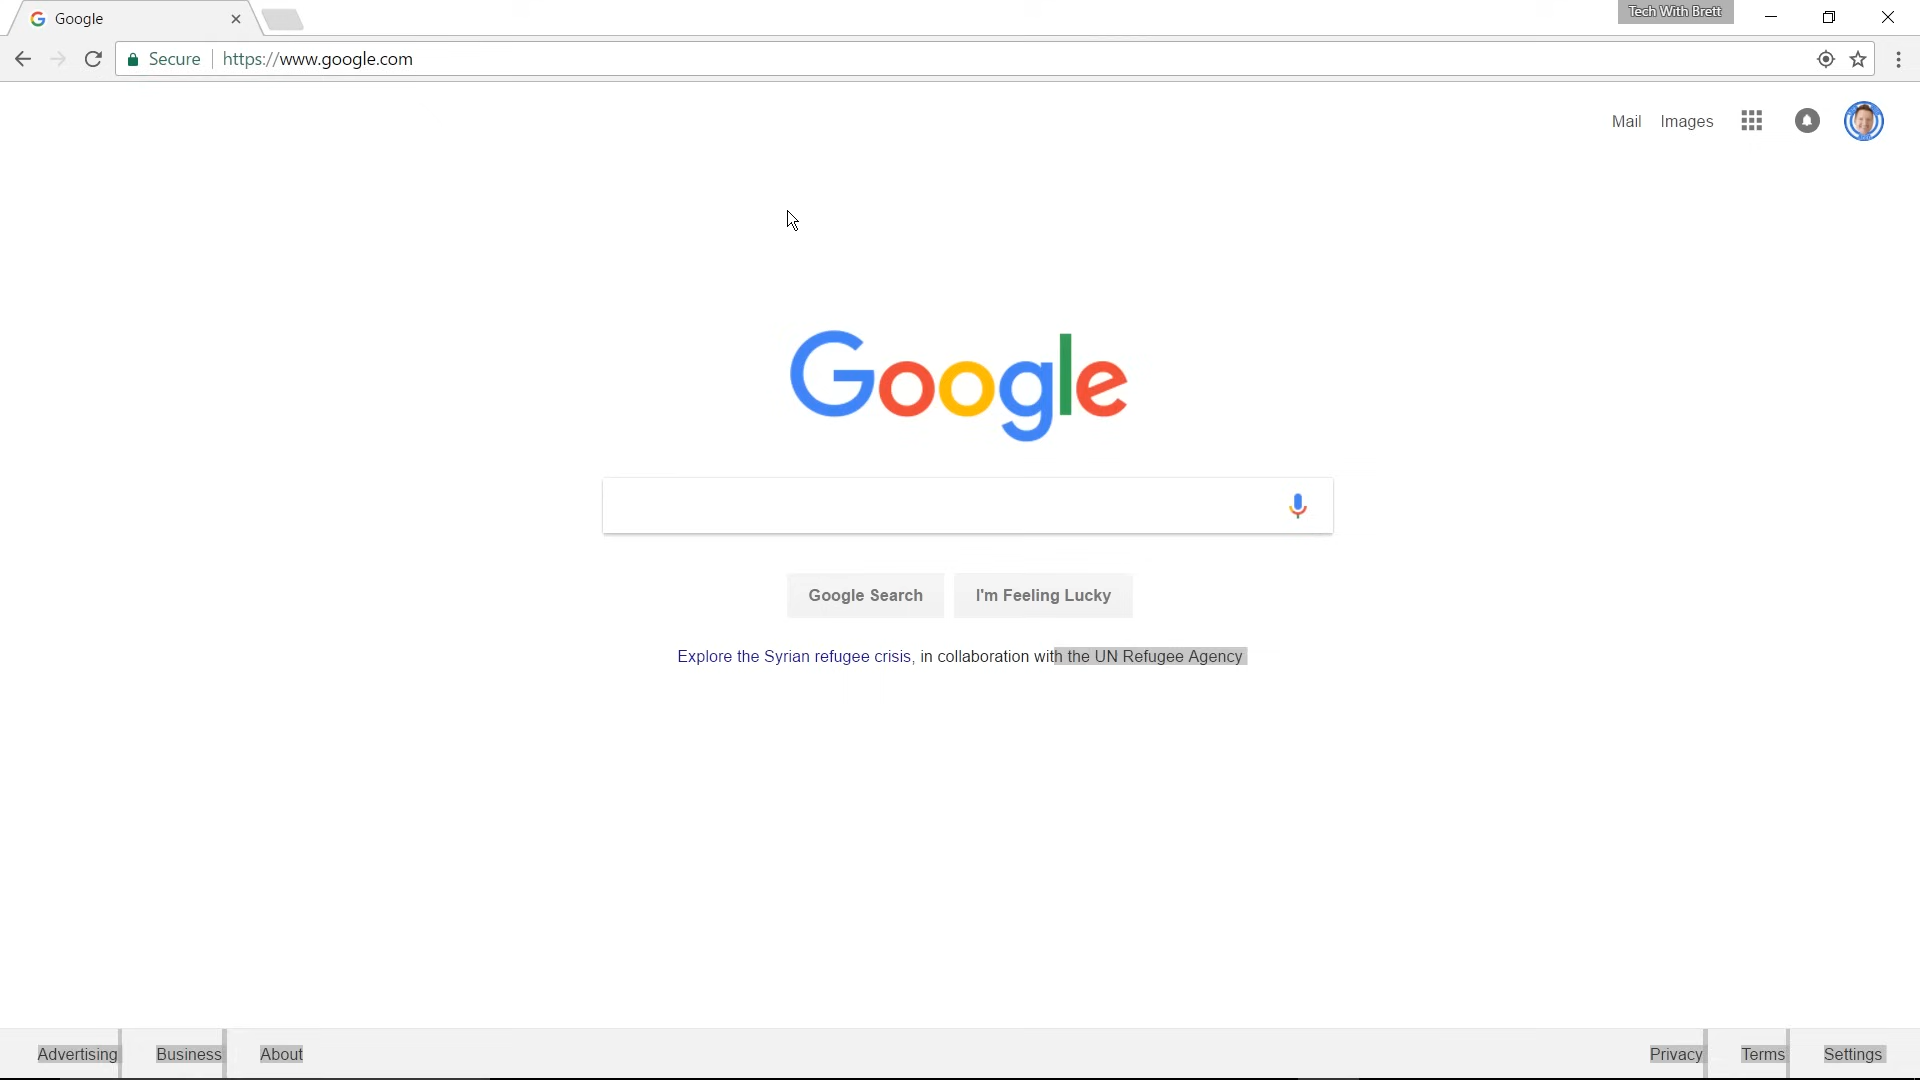 Google
Tech With Brett
Secure
https://www.google.com
Mail
Images
Google
Google Search
I'm Feeling Lucky
Explore the Syrian refugee crisis, in collaboration with the UN Refugee Agency
Advertising
Business
About
Privacy
Terms
Settings